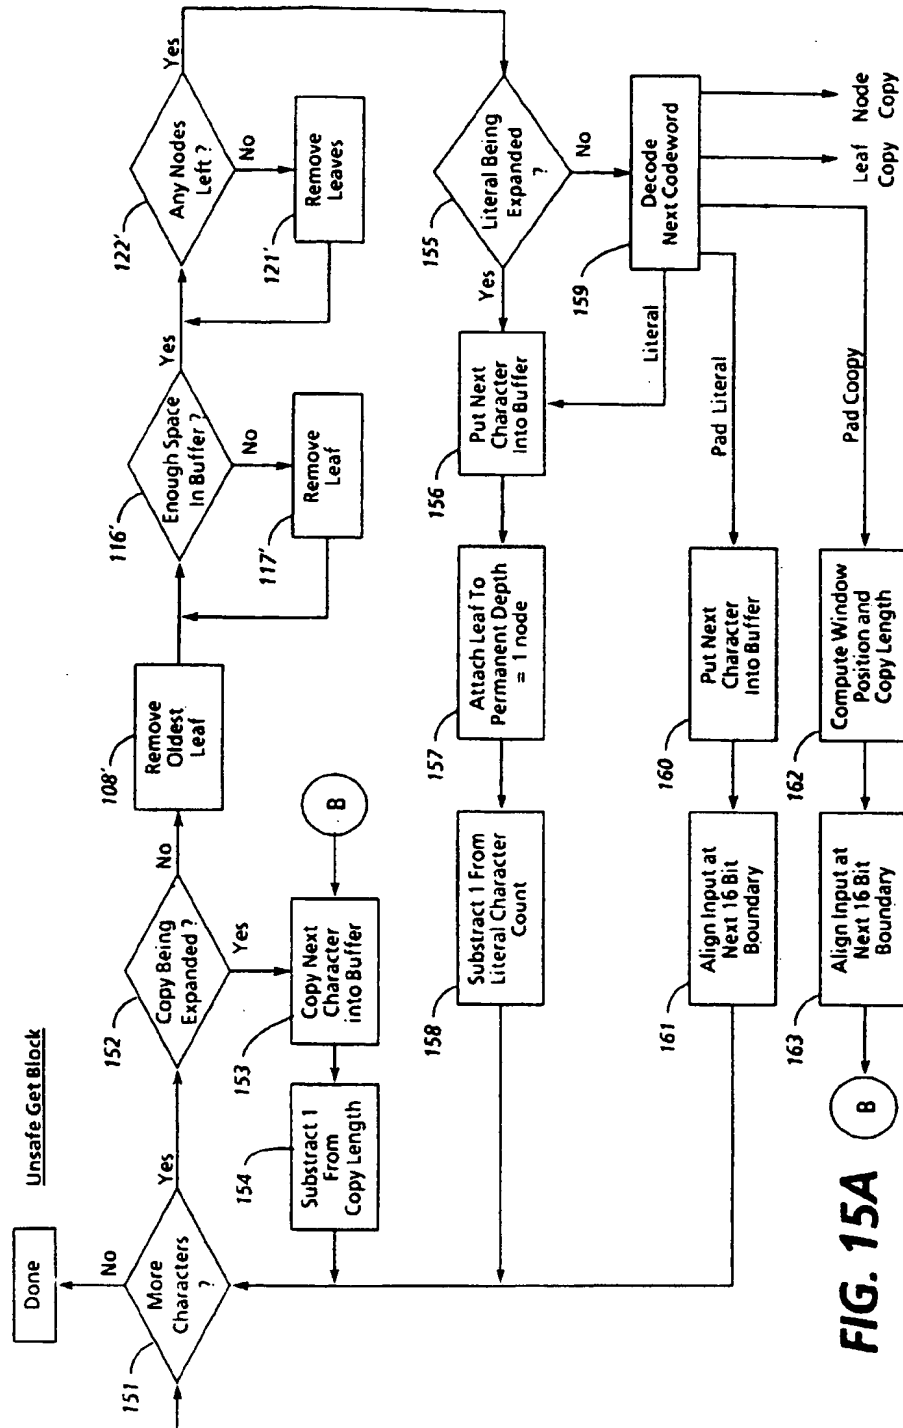 Unsafe Get Block
Done
No
More
Characters
?
151
Yes
Copy Being
Expanded ?
152
No
Yes
Copy Next
Character
into Buffer
153
B
Substract 1
From
Copy Length
154
Remove
Oldest
Leaf
108'
Enough Space
In Buffer ?
116'
Yes
No
Remove
Leaf
117'
Any Nodes
Left ?
122'
Yes
No
Remove
Leaves
121'
Literal Being
Expanded
?
155
Yes
No
Put Next
Character
Into Buffer
156
Attach Leaf To
Permanent Depth
= 1 node
157
Substract 1 From
Literal Character
Count
158
Decode
Next Codeword
159
Literal
Pad Literal
Pad Coopy
Leaf
Copy
Node
Copy
Put Next
Character
Into Buffer
160
Align Input at
Next 16 Bit
Boundary
161
Compute Window
Position and
Copy Length
162
Align Input at
Next 16 Bit
Boundary
163
B
FIG. 15A